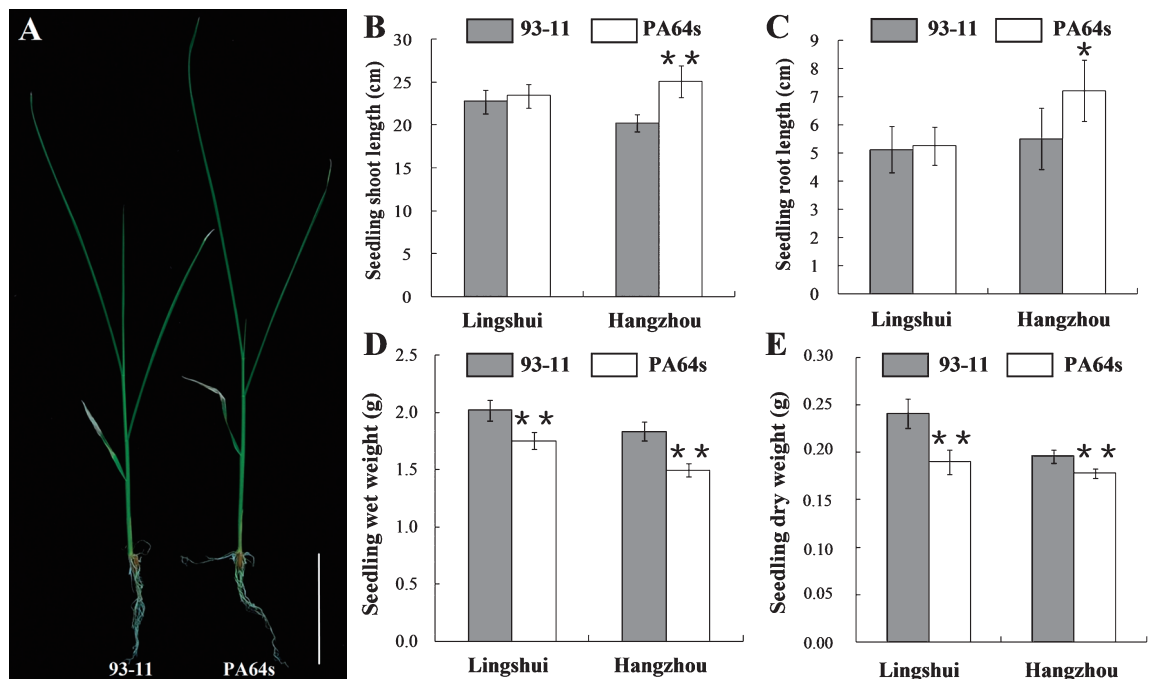 A
93-11 PA64s
B
93-11 PA64s
Seedling shoot length (cm)
30
25
20
15
10
5
0
* *
Lingshui Hangzhou
C
93-11 PA64s
Seedling root length (cm)
9
8
7
6
5
4
3
2
1
0
*
Lingshui Hangzhou
D
93-11 PA64s
Seedling wet weight (g)
2.5
2.0
1.5
1.0
0.5
0.0
* *
* *
Lingshui Hangzhou
E
93-11 PA64s
Seedling dry weight (g)
0.30
0.25
0.20
0.15
0.10
0.05
0.00
* *
* *
Lingshui Hangzhou